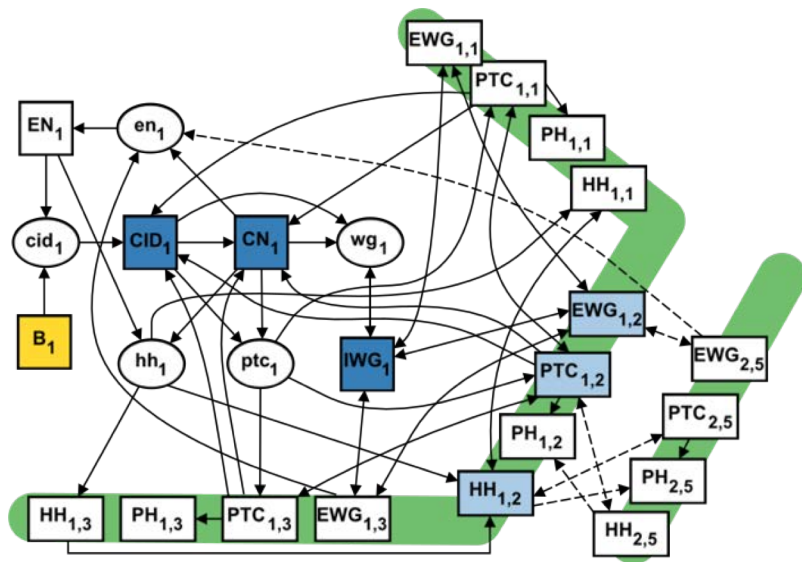 EWG1,1
PTC1,1
EN1
en1
PH1,1
HH1,1
cid1
CID1
CN1
wg1
EWG1,2
B1
hh1
ptc1
IWG1
PTC1,2
EWG2,5
PTC2,5
PH1,2
PH2,5
HH1,2
HH1,3
PH1,3
PTC1,3
EWG1,3
HH2,5